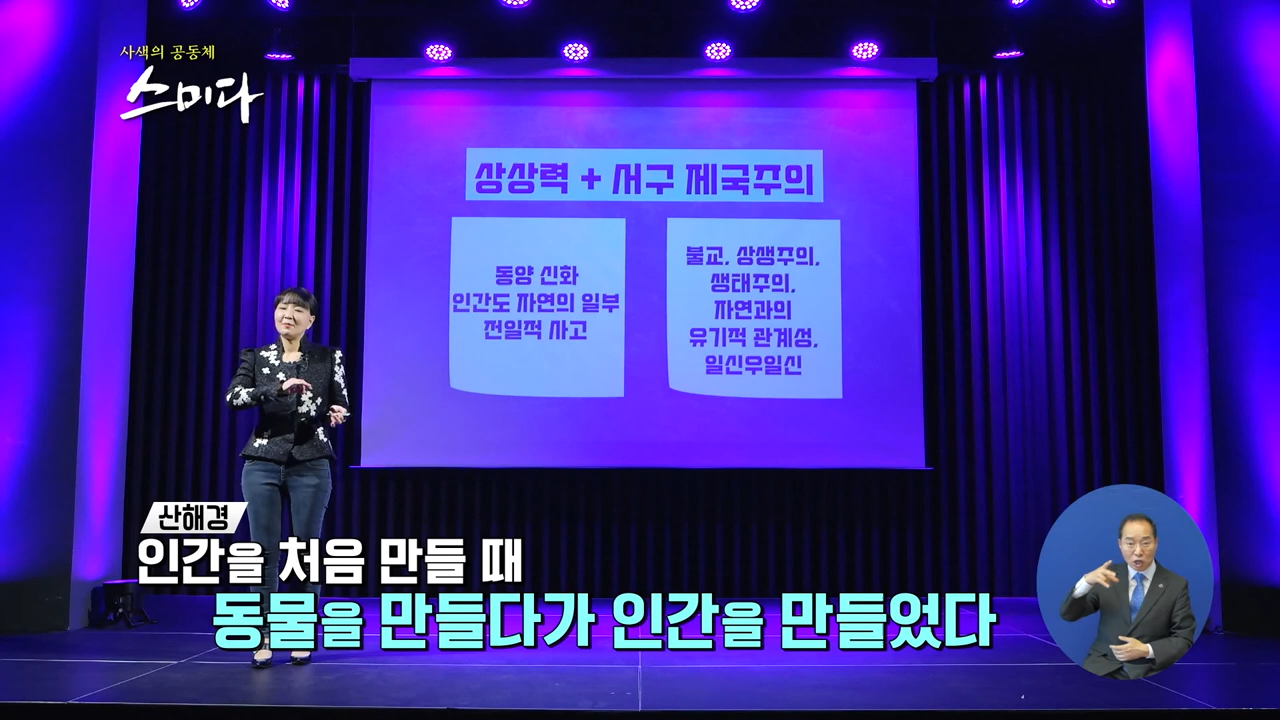 사색의 공동체
스미다
상상력 + 서구 제국주의
동양 신화
인간도 자연의 일부
전일적 사고
불교, 상생주의,
생태주의,
자연과의
유기적 관계성,
일신우일신
산해경
인간을 처음 만들 때
동물을 만들다가 인간을 만들었다